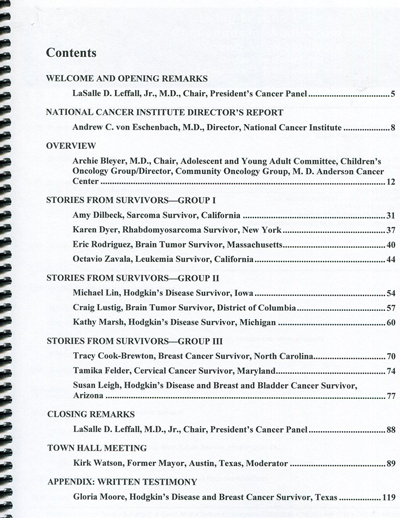 Contents
WELCOME AND OPENING REMARKS
LaSalle D. Leffall, Jr., M.D., Chair, President's Cancer Panel ........ 5
NATIONAL CANCER INSTITUTE DIRECTOR'S REPORT
Andrew C. von Eschenbach, M.D., Director, National Cancer Institute ........ 8
OVERVIEW
Archie Bleyer, M.D., Chair, Adolescent and Young Adult Committee, Children's
Oncology Group/Director, Community Oncology Group, M. D. Anderson Cancer
Center ........ 12
STORIES FROM SURVIVORS—GROUP I
Amy Dilbeck, Sarcoma Survivor, California ........ 31
Karen Dyer, Rhabdomyosarcoma Survivor, New York ........ 37
Eric Rodriguez, Brain Tumor Survivor, Massachusetts ........ 40
Octavio Zavala, Leukemia Survivor, California ........ 44
STORIES FROM SURVIVORS—GROUP II
Michael Lin, Hodgkin's Disease Survivor, Iowa ........ 54
Craig Lustig, Brain Tumor Survivor, District of Columbia ........ 57
Kathy Marsh, Hodgkin's Disease Survivor, Michigan ........ 60
STORIES FROM SURVIVORS—GROUP III
Tracy Cook-Brewton, Breast Cancer Survivor, North Carolina ........ 70
Tamika Felder, Cervical Cancer Survivor, Maryland ........ 74
Susan Leigh, Hodgkin's Disease and Breast and Bladder Cancer Survivor,
Arizona ........ 77
CLOSING REMARKS
LaSalle D. Leffall, M.D., Jr., Chair, President's Cancer Panel ........ 88
TOWN HALL MEETING
Kirk Watson, Former Mayor, Austin, Texas, Moderator ........ 89
APPENDIX: WRITTEN TESTIMONY
Gloria Moore, Hodgkin's Disease and Breast Cancer Survivor, Texas ........ 119